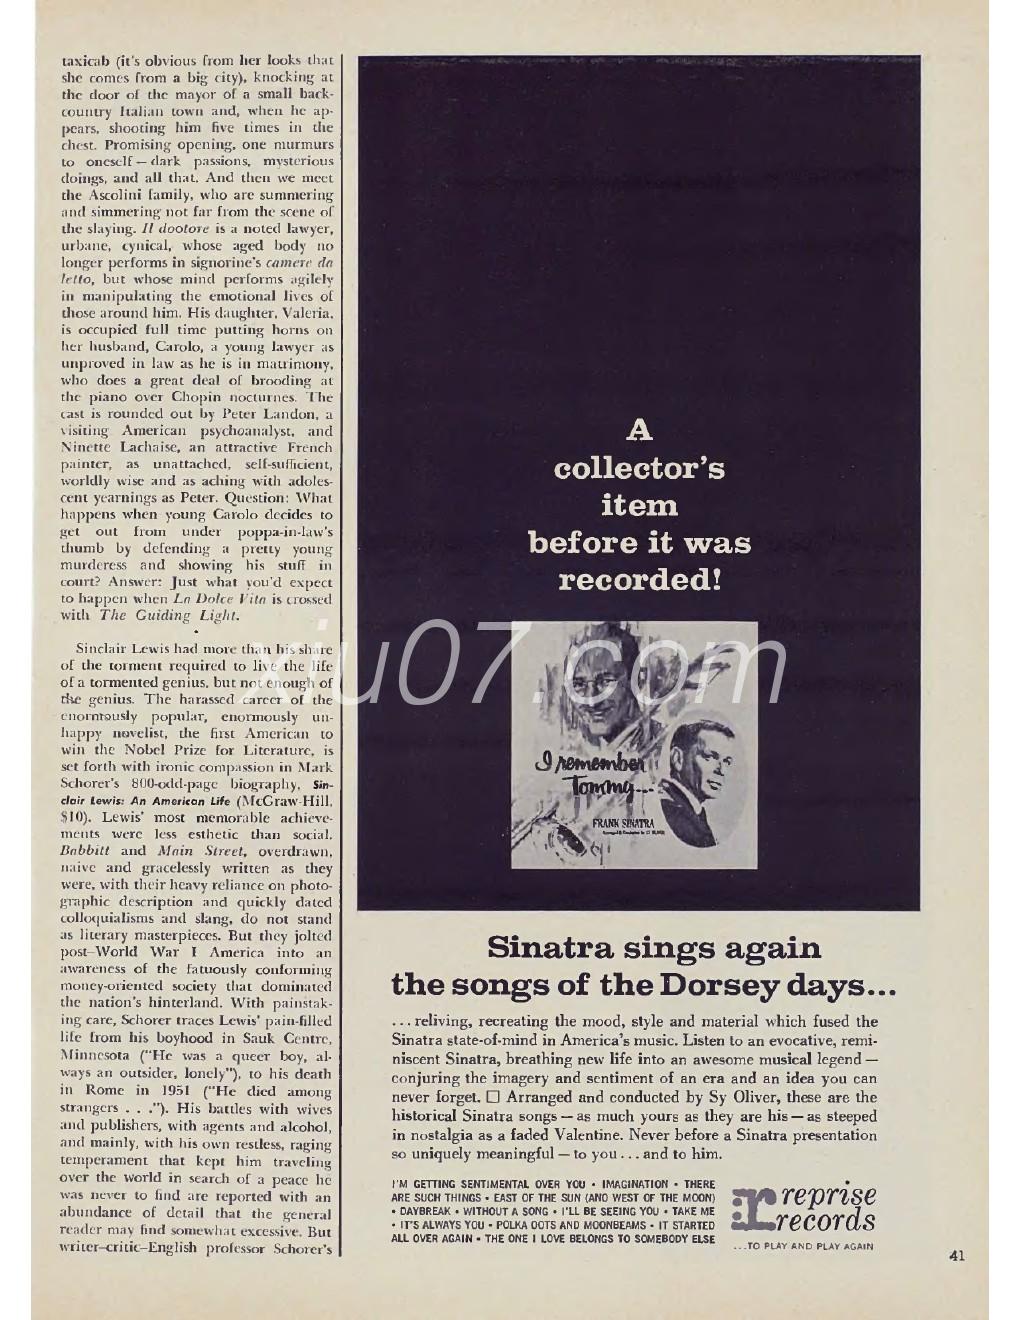 taxicab (it's obvious from her looks that
she comes from a big city), knocking at
the door of the mayor of a small back-
country Italian town and, when he ap-
pears, shooting him five times in the
chest. Promising opening, one murmurs
to oneself — dark passions, mysterious
doings, and all that. And then we meet
the Ascolini family, who are summering
and simmering not far from the scene of
the slaying. Il dootore is a noted lawyer,
urbane, cynical, whose aged body no
longer performs in signorine's camere da
letto, but whose mind performs agilely
in manipulating the emotional lives of
those around him. His daughter, Valeria,
is occupied full time putting horns on
her husband, Carolo, a young lawyer as
unproved in law as he is in matrimony,
who does a great deal of brooding at
the piano over Chopin nocturnes. The
cast is rounded out by Peter Landon, a
visiting American psychoanalyst, and
Ninette Lachaise, an attractive French
painter, as unattached, self-sufficient,
worldly wise and as aching with adoles-
cent yearnings as Peter. Question: What
happens when young Carolo decides to
get out from under poppa-in-law's
thumb by defending a pretty young
murderess and showing his stuff in
court? Answer: Just what you'd expect
to happen when La Dolce Vita is crossed
with The Guiding Light.
•
Sinclair Lewis had more than his share
of the torment required to live the life
of a tormented genius, but not enough of
the genius. The harassed career of the
enormously popular, enormously un-
happy novelist, the first American to
win the Nobel Prize for Literature, is
set forth with ironic compassion in Mark
Schorer's 800-odd-page biography, Sin-
clair Lewis: An American Life (McGraw-Hill,
$10). Lewis' most memorable achieve-
ments were less esthetic than social.
Babbitt and Main Street, overdrawn,
naive and gracelessly written as they
were, with their heavy reliance on photo-
graphic description and quickly dated
colloquialisms and slang, do not stand
as literary masterpieces. But they jolted
post–World War I America into an
awareness of the fatuously conforming
money-oriented society that dominated
the nation's hinterland. With painstak-
ing care, Schorer traces Lewis' pain-filled
life from his boyhood in Sauk Centre,
Minnesota ("He was a queer boy, al-
ways an outsider, lonely"), to his death
in Rome in 1951 ("He died among
strangers . . ."). His battles with wives
and publishers, with agents and alcohol,
and mainly, with his own restless, raging
temperament that kept him traveling
over the world in search of a peace he
was never to find are reported with an
abundance of detail that the general
reader may find somewhat excessive. But
writer–critic–English professor Schorer's
A
collector's
item
before it was
recorded!
I remember
Tommy...
FRANK SINATRA
xiu07.com
Sinatra sings again
the songs of the Dorsey days...
...reliving, recreating the mood, style and material which fused the
Sinatra state-of-mind in America's music. Listen to an evocative, remi-
niscent Sinatra, breathing new life into an awesome musical legend —
conjuring the imagery and sentiment of an era and an idea you can
never forget. □ Arranged and conducted by Sy Oliver, these are the
historical Sinatra songs — as much yours as they are his — as steeped
in nostalgia as a faded Valentine. Never before a Sinatra presentation
so uniquely meaningful — to you . . . and to him.
I'M GETTING SENTIMENTAL OVER YOU • IMAGINATION • THERE
ARE SUCH THINGS • EAST OF THE SUN (AND WEST OF THE MOON)
• DAYBREAK • WITHOUT A SONG • I'LL BE SEEING YOU • TAKE ME
• IT'S ALWAYS YOU • POLKA DOTS AND MOONBEAMS • IT STARTED
ALL OVER AGAIN • THE ONE I LOVE BELONGS TO SOMEBODY ELSE
reprise
records
...TO PLAY AND PLAY AGAIN
41